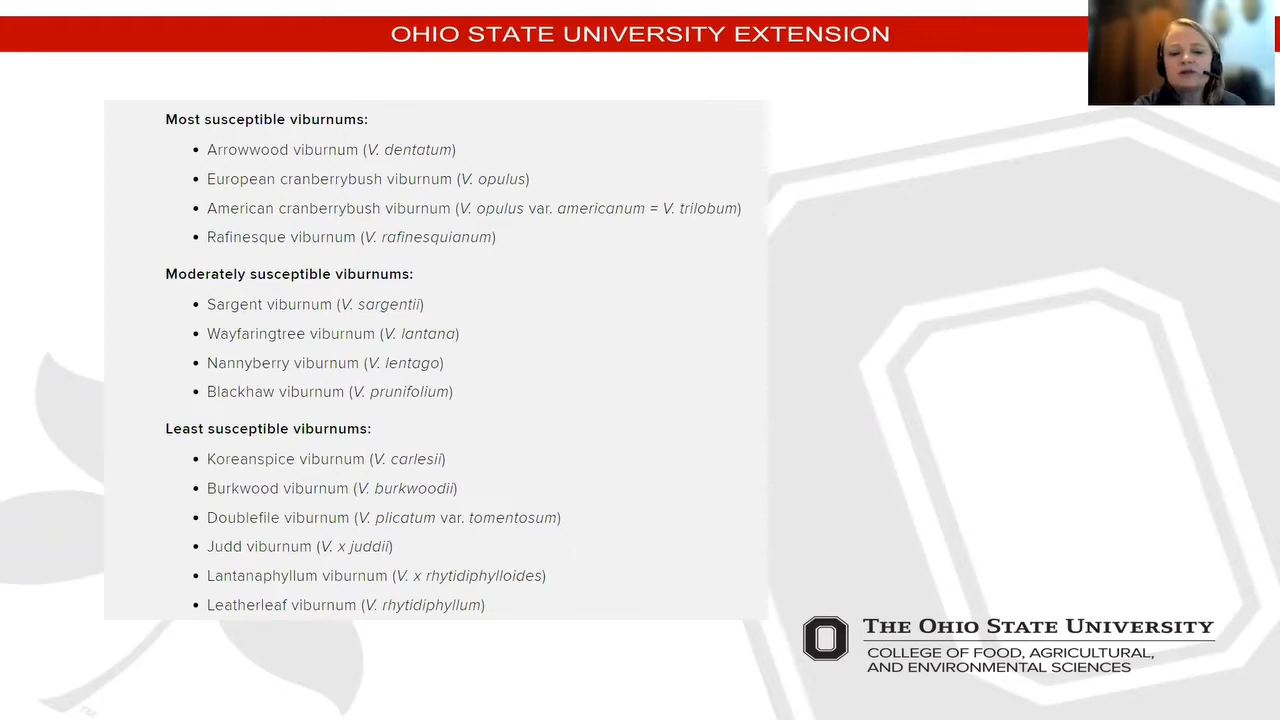 OHIO STATE UNIVERSITY EXTENSION
Most susceptible viburnums:
• Arrowwood viburnum (V. dentatum)
• European cranberrybush viburnum (V. opulus)
• American cranberrybush viburnum (V. opulus var. americanum = V. trilobum)
• Rafinesque viburnum (V. rafinesquianum)
Moderately susceptible viburnums:
• Sargent viburnum (V. sargentii)
• Wayfaringtree viburnum (V. lantana)
• Nannyberry viburnum (V. lentago)
• Blackhaw viburnum (V. prunifolium)
Least susceptible viburnums:
• Koreanspice viburnum (V. carlesii)
• Burkwood viburnum (V. burkwoodii)
• Doublefile viburnum (V. plicatum var. tomentosum)
• Judd viburnum (V. x juddii)
• Lantanaphyllum viburnum (V. x rhytidiphylloides)
• Leatherleaf viburnum (V. rhytidiphyllum)
THE OHIO STATE UNIVERSITY
COLLEGE OF FOOD, AGRICULTURAL,
AND ENVIRONMENTAL SCIENCES
TM